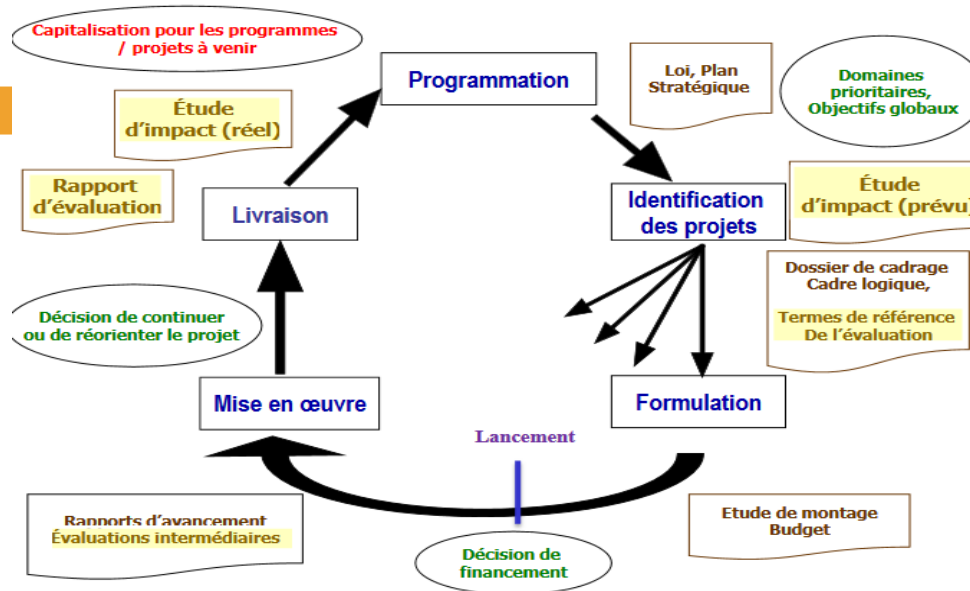 Capitalisation pour les programmes
/ projets à venir
Programmation
Loi, Plan
Stratégique
Domaines
prioritaires,
Objectifs globaux
Étude
d'impact (réel)
Rapport
d'évaluation
Livraison
Identification
des projets
Étude
d'impact (prévu)
Dossier de cadrage
Cadre logique,
Termes de référence
De l'évaluation
Décision de continuer
ou de réorienter le projet
Mise en œuvre
Formulation
Lancement
Rapports d'avancement
Évaluations intermédiaires
Etude de montage
Budget
Décision de
financement